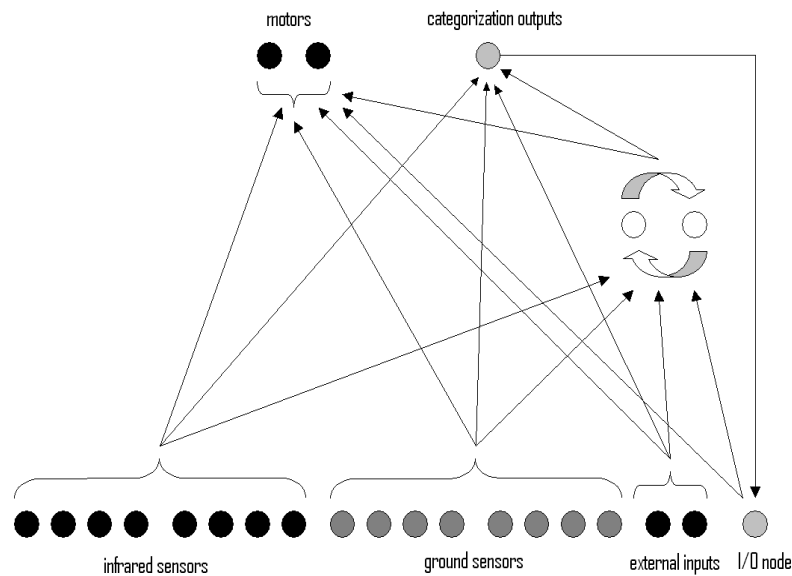 motors
categorization outputs
infrared sensors
ground sensors
external inputs
I/O node